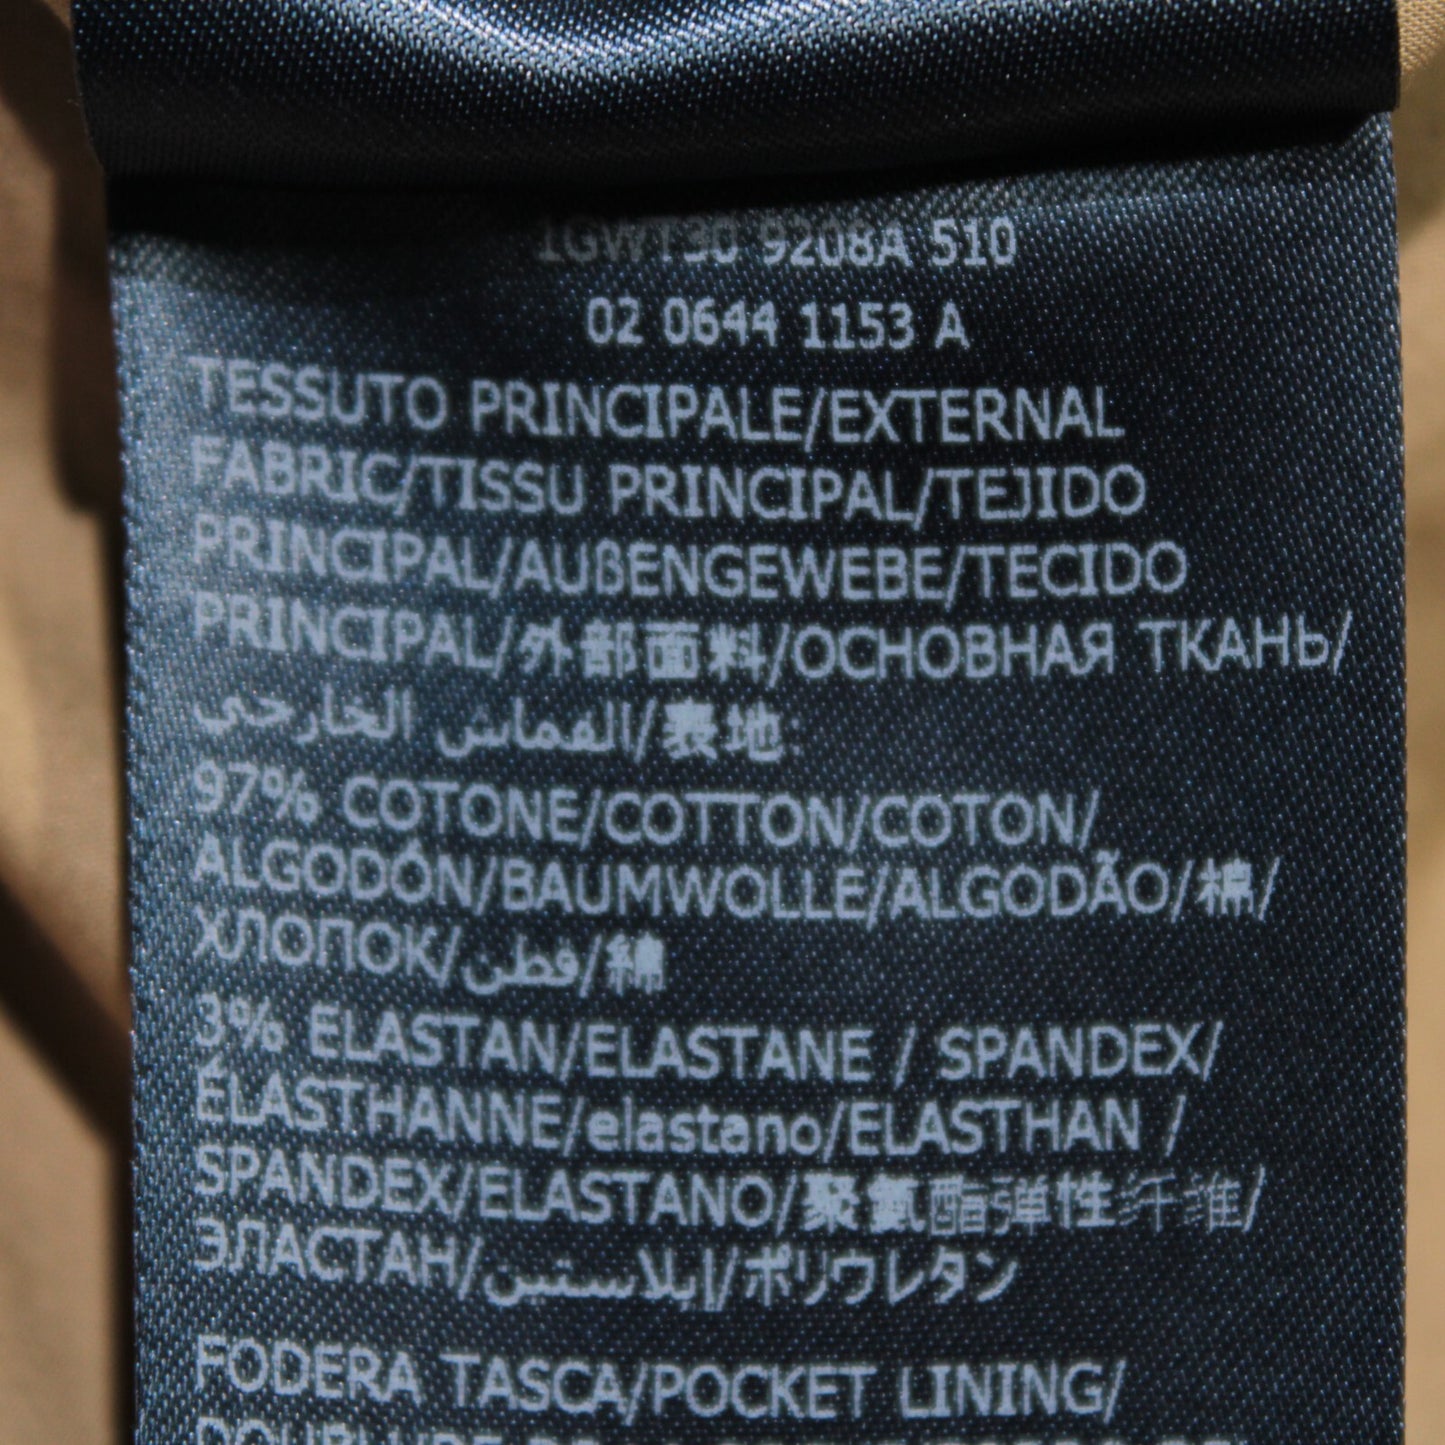 1GWT30 9208A 510
02 0644 1153 A
TESSUTO PRINCIPALE/EXTERNAL
FABRIC/TISSU PRINCIPAL/TEJIDO
PRINCIPAL/AUßENGEWEBE/TECIDO
PRINCIPAL/外部面料/ОСНОВНАЯ ТКАНЬ/
القماش الخارجي/表地:
97% COTONE/COTTON/COTON/
ALGODÓN/BAUMWOLLE/ALGODÃO/棉/
ХЛОПОК/قطن/綿
3% ELASTAN/ELASTANE / SPANDEX/
ÉLASTHANNE/elastano/ELASTHAN /
SPANDEX/ELASTANO/聚氨酯弹性纤维/
ЭЛАСТАН/إيلاستين/ポリウレタン
FODERA TASCA/POCKET LINING/